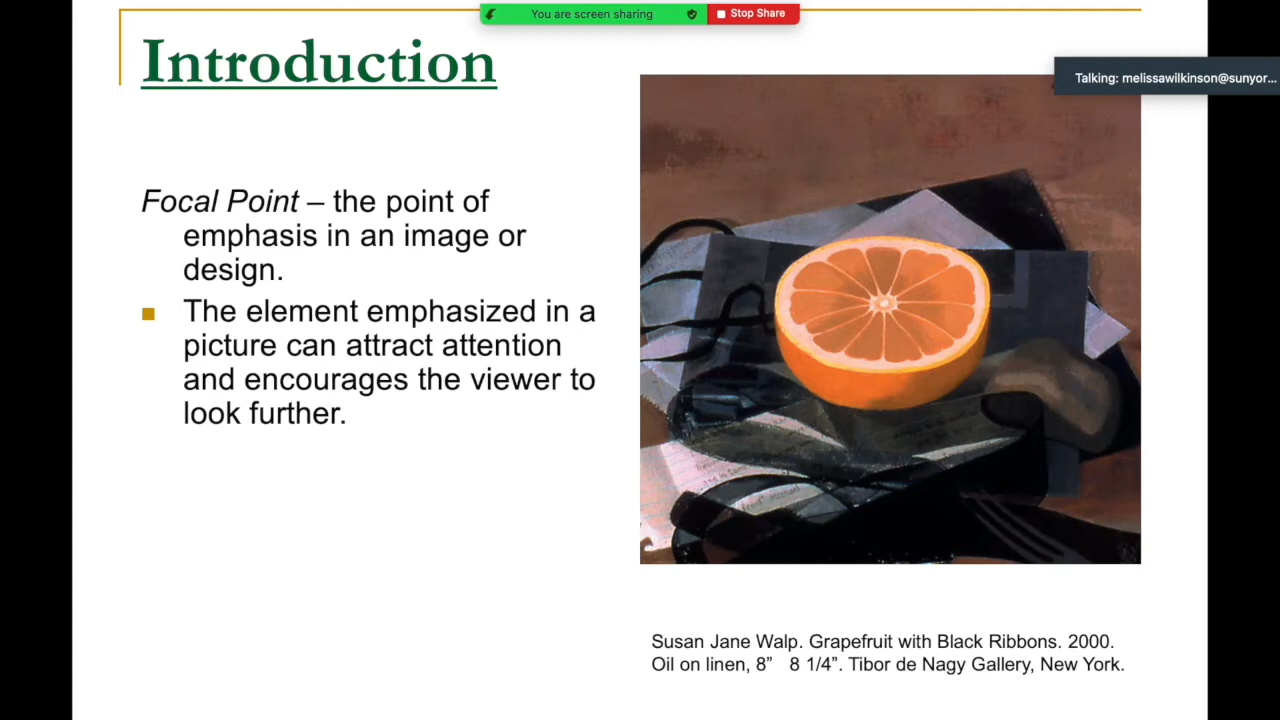 You are screen sharing
Stop Share
Introduction
Talking: melissawilkinson@sunyor...
Focal Point – the point of
emphasis in an image or
design.
The element emphasized in a
picture can attract attention
and encourages the viewer to
look further.
Susan Jane Walp. Grapefruit with Black Ribbons. 2000.
Oil on linen, 8” 8 1/4”. Tibor de Nagy Gallery, New York.